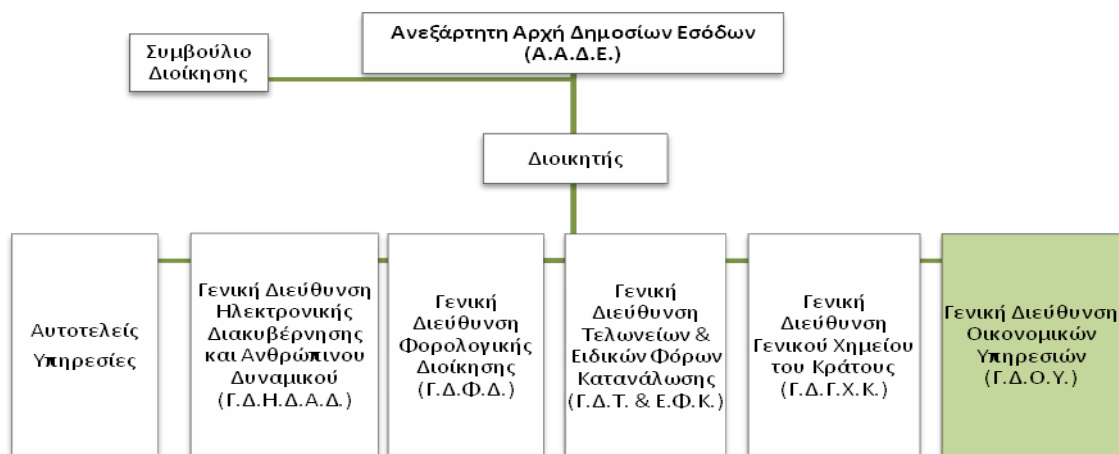 Ανεξάρτητη Αρχή Δημοσίων Εσόδων
(Α.Α.Δ.Ε.)
Συμβούλιο
Διοίκησης
Διοικητής
Αυτοτελείς
Υπηρεσίες
Γενική Διεύθυνση
Ηλεκτρονικής
Διακυβέρνησης
και Ανθρώπινου
Δυναμικού
(Γ.Δ.Η.Δ.Α.Δ.)
Γενική
Διεύθυνση
Φορολογικής
Διοίκησης
(Γ.Δ.Φ.Δ.)
Γενική
Διεύθυνση
Τελωνείων &
Ειδικών Φόρων
Κατανάλωσης
(Γ.Δ.Τ. & Ε.Φ.Κ.)
Γενική
Διεύθυνση
Γενικού Χημείου
του Κράτους
(Γ.Δ.Γ.Χ.Κ.)
Γενική Διεύθυνση
Οικονομικών
Υπηρεσιών
(Γ.Δ.Ο.Υ.)